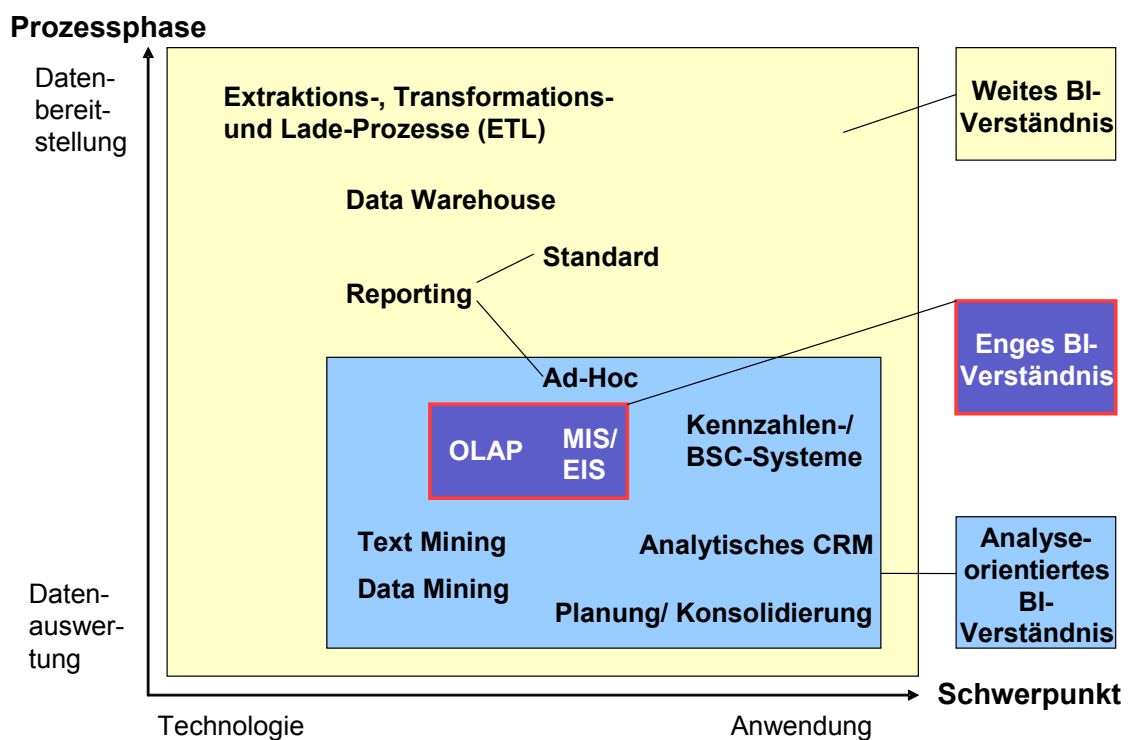 Prozessphase
Daten-
bereit-
stellung
Extraktions-, Transformations-
und Lade-Prozesse (ETL)
Weites BI-
Verständnis
Data Warehouse
Standard
Reporting
Enges BI-
Verständnis
Ad-Hoc
OLAP
MIS/
EIS
Kennzahlen-/
BSC-Systeme
Text Mining
Analytisches CRM
Data Mining
Planung/ Konsolidierung
Analyse-
orientiertes
BI-
Verständnis
Daten-
auswer-
tung
Schwerpunkt
Technologie
Anwendung